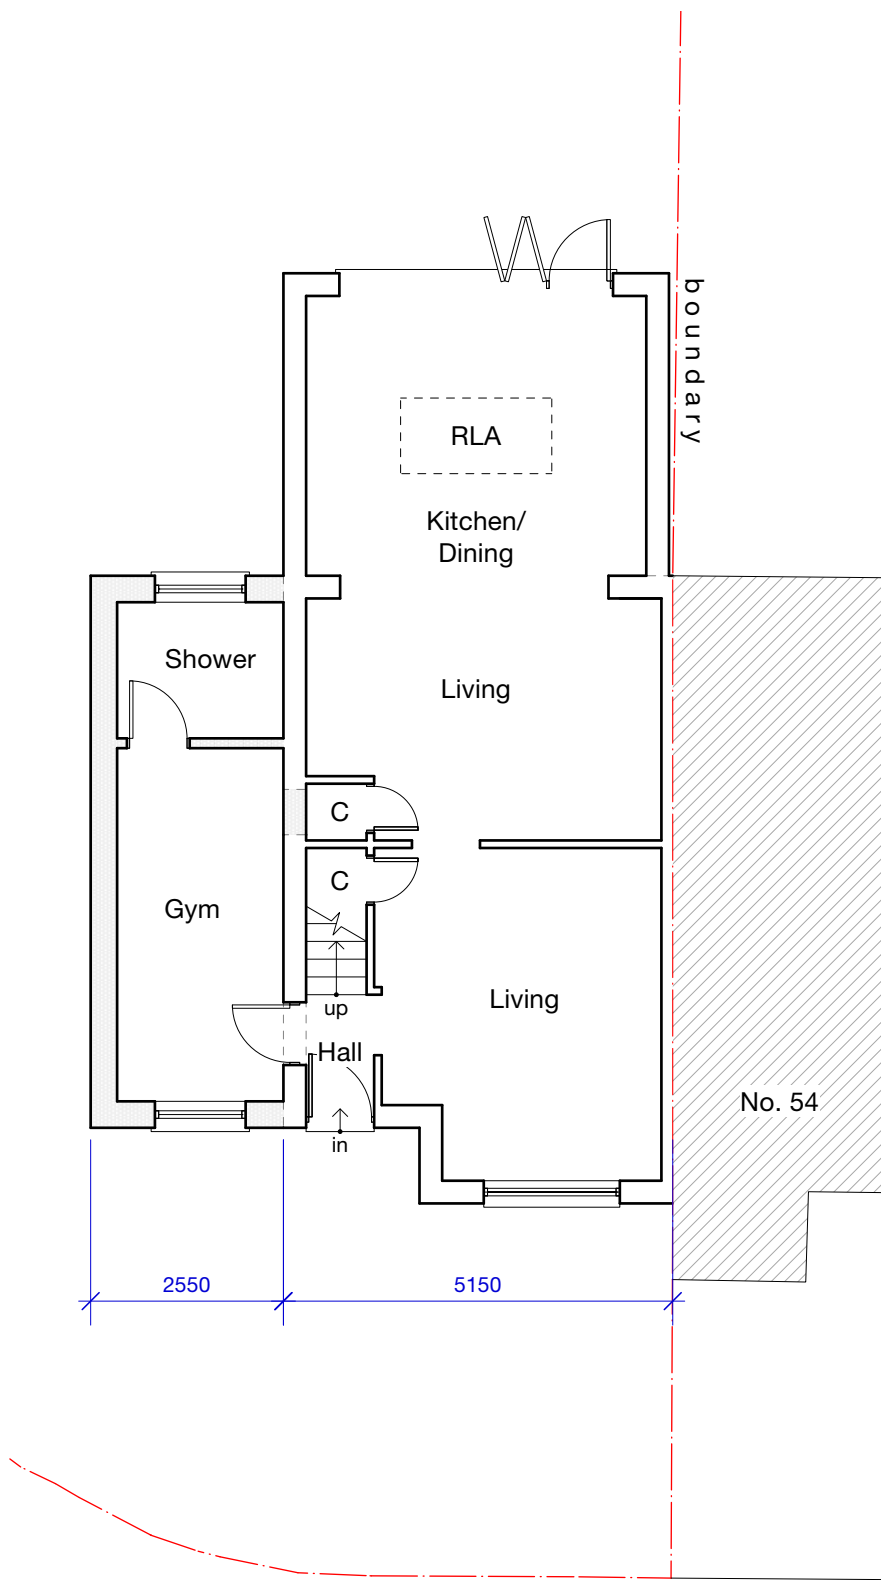 boundary
RLA
Kitchen/
Dining
Shower
Living
C
C
Gym
Living
up
Hall
No. 54
in
2550
5150